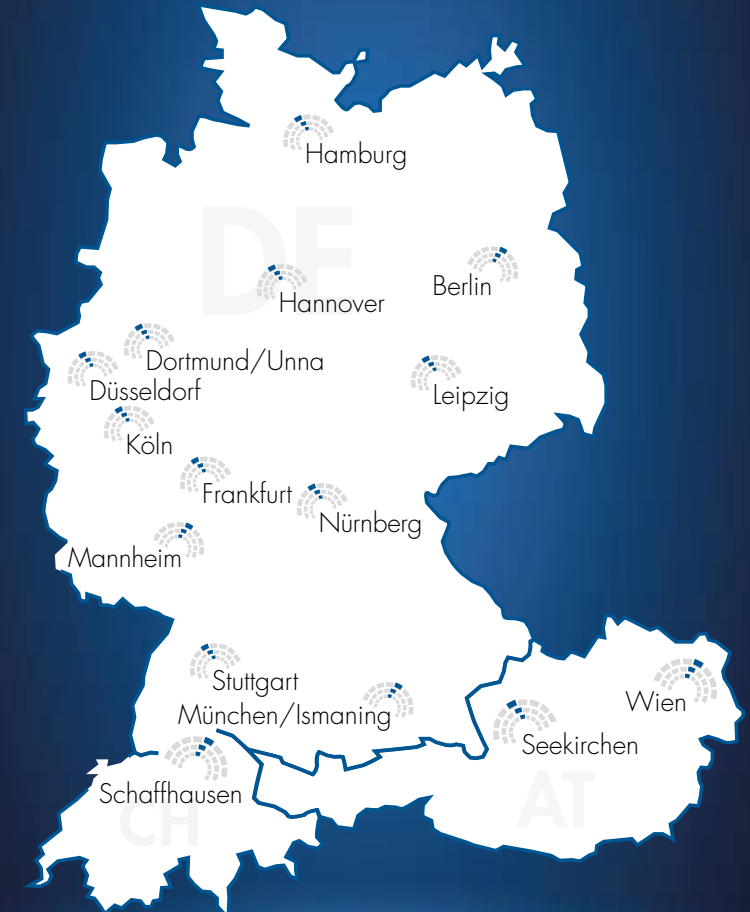 Hamburg
DE
Berlin
Hannover
Dortmund/Unna
Düsseldorf
Leipzig
Köln
Frankfurt
Nürnberg
Mannheim
Stuttgart
München/Ismaning
Wien
Seekirchen
Schaffhausen
AT
CH